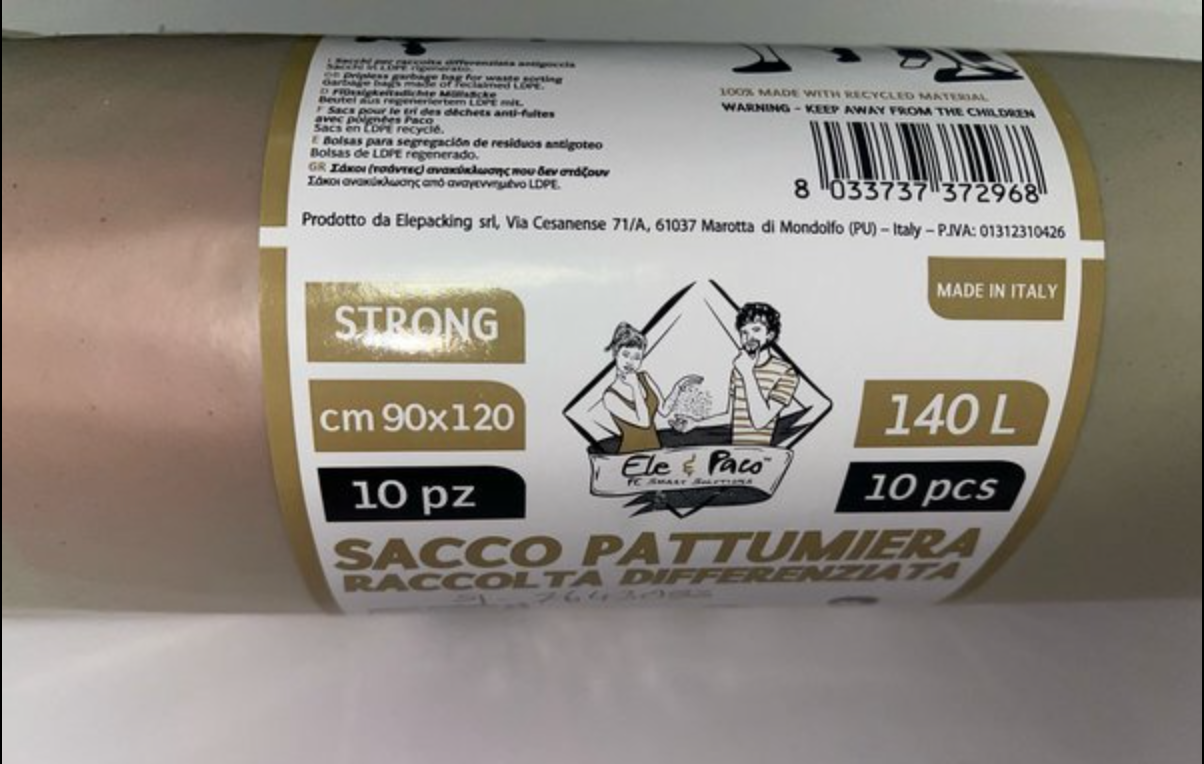 I Sacchi per raccolta differenziata antigoccia
Sacchi in LDPE rigenerato.
GB Dripless garbage bag for waste sorting
Garbage bags made of reclaimed LDPE.
D Flüssigkeitsdichte Müllsäcke
Beutel aus regeneriertem LDPE mit.
F Sacs pour le tri des déchets anti-fuites
avec poignées Paco
Sacs en LDPE recyclé.
E Bolsas para segregación de residuos antigoteo
Bolsas de LDPE regenerado.
GR Σάκοι (τσάντες) ανακύκλωσης που δεν στάζουν
Σάκοι ανακύκλωσης από αναγεννημένο LDPE.
100% MADE WITH RECYCLED MATERIAL
WARNING - KEEP AWAY FROM THE CHILDREN
8 033737 372968
Prodotto da Elepacking srl, Via Cesanense 71/A, 61037 Marotta di Mondolfo (PU) – Italy – P.IVA: 01312310426
MADE IN ITALY
STRONG
cm 90x120
140 L
10 pz
Ele & Paco™
PE SMART SOLUTIONS
10 pcs
SACCO PATTUMIERA
RACCOLTA DIFFERENZIATA